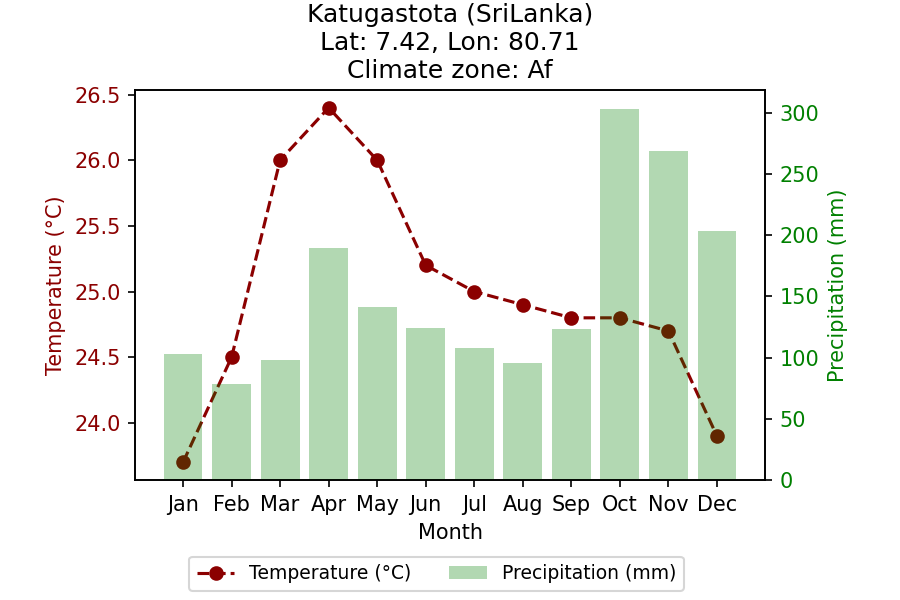 Katugastota (SriLanka)
Lat: 7.42, Lon: 80.71
Climate zone: Af
26.5
26.0
25.5
25.0
24.5
24.0
Temperature (°C)
300
250
200
150
100
50
0
Precipitation (mm)
Jan Feb Mar Apr May Jun Jul Aug Sep Oct Nov Dec
Month
Temperature (°C) Precipitation (mm)